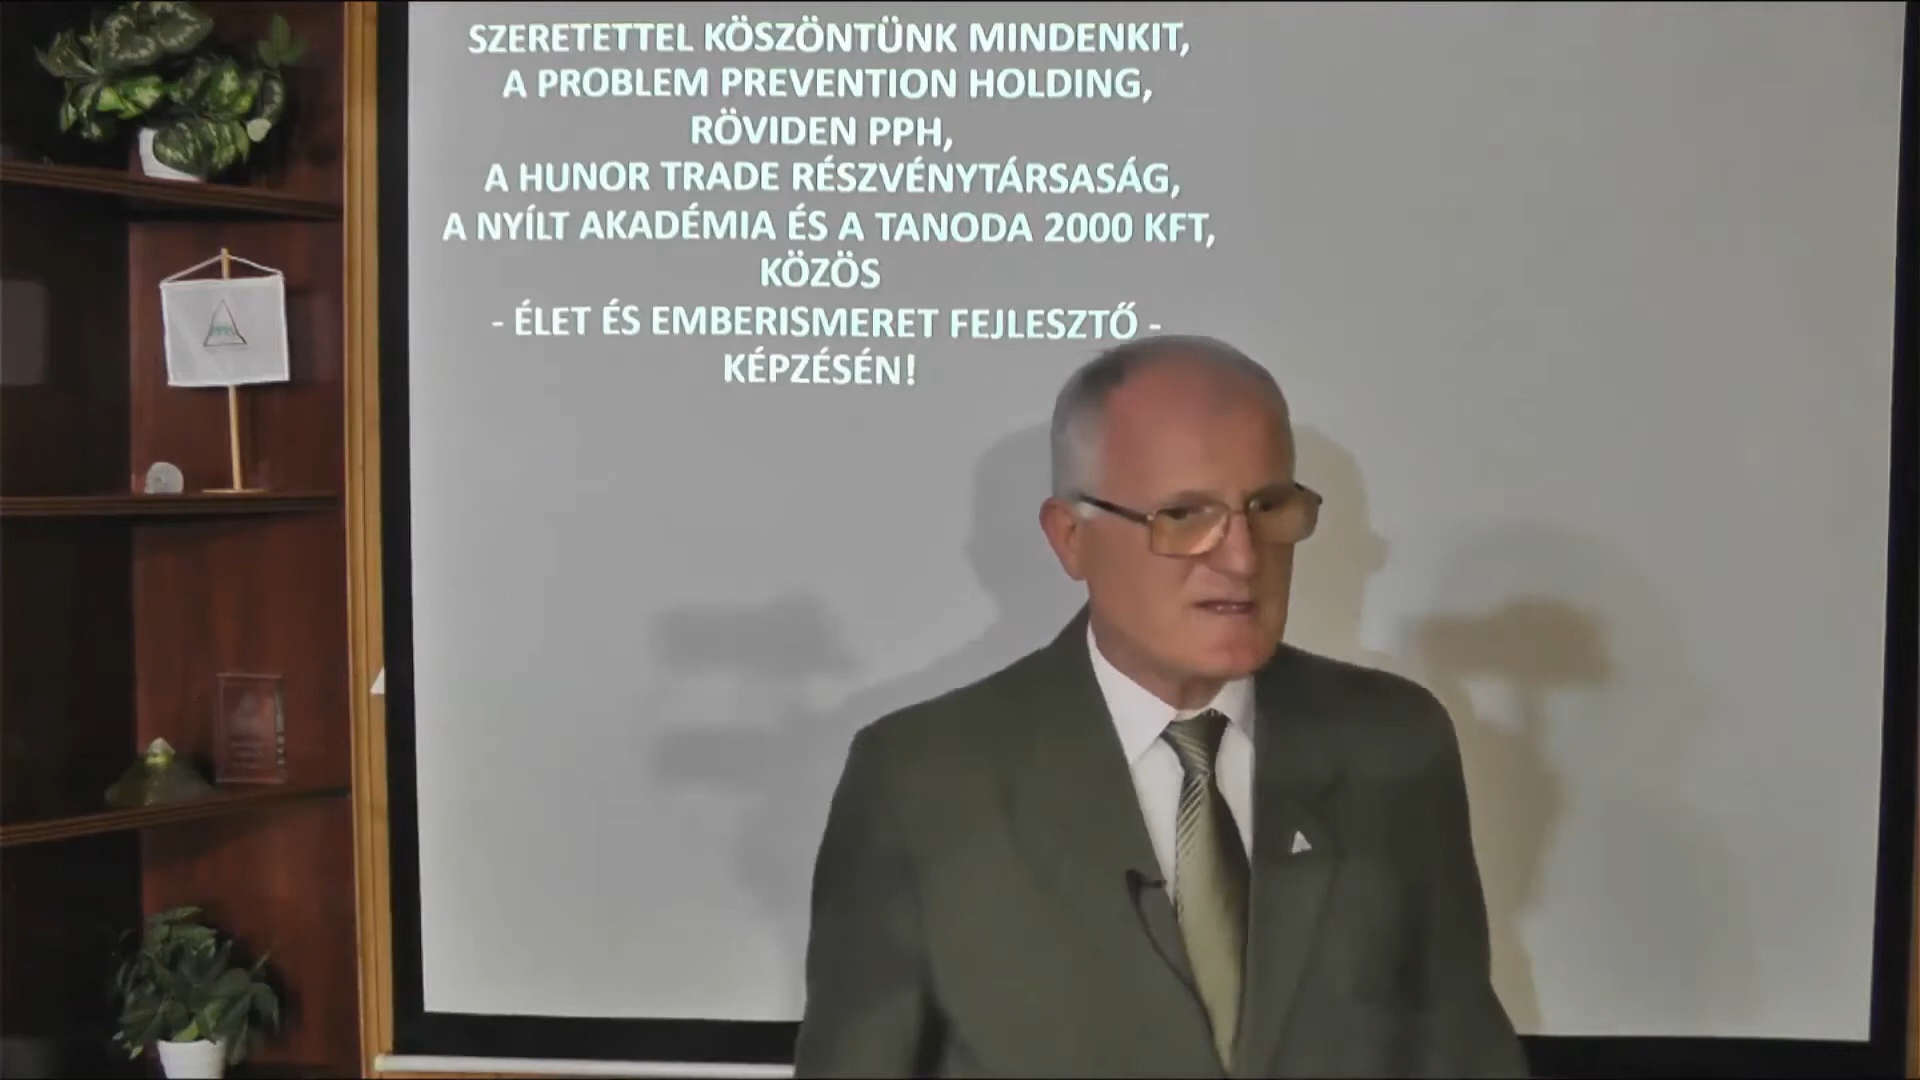 SZERETETTEL KÖSZÖNTÜNK MINDENKIT,
A PROBLEM PREVENTION HOLDING,
RÖVIDEN PPH,
A HUNOR TRADE RÉSZVÉNYTÁRSASÁG,
A NYÍLT AKADÉMIA ÉS A TANODA 2000 KFT,
KÖZÖS
- ÉLET ÉS EMBERISMERET FEJLESZTŐ -
KÉPZÉSÉN!